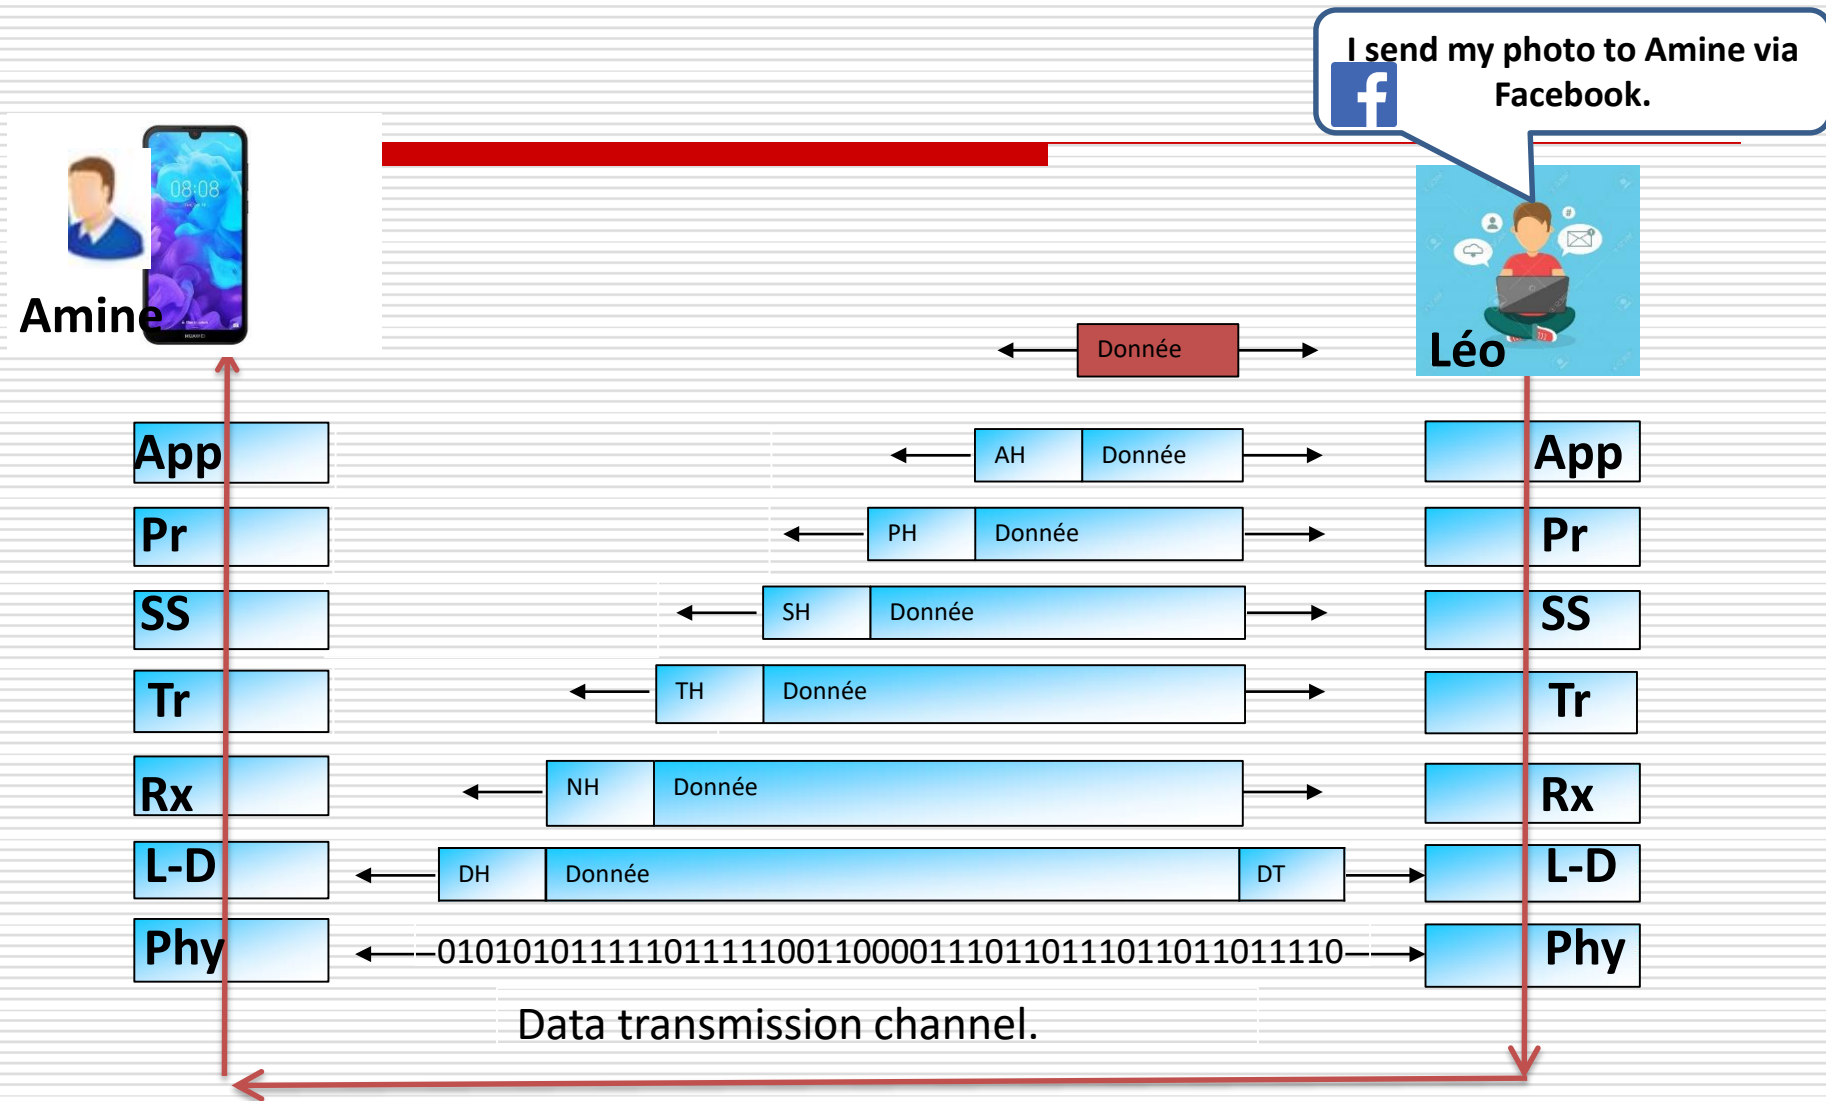 I send my photo to Amine via
Facebook.
f
08:08
HUAWEI
Amine
Léo
Donnée
App
AH Donnée
App
Pr
PH Donnée
Pr
SS
SH Donnée
SS
Tr
TH Donnée
Tr
Rx
NH Donnée
Rx
L-D
DH Donnée DT
L-D
Phy
0101010111110111110011000011101101110110110111110
Phy
Data transmission channel.